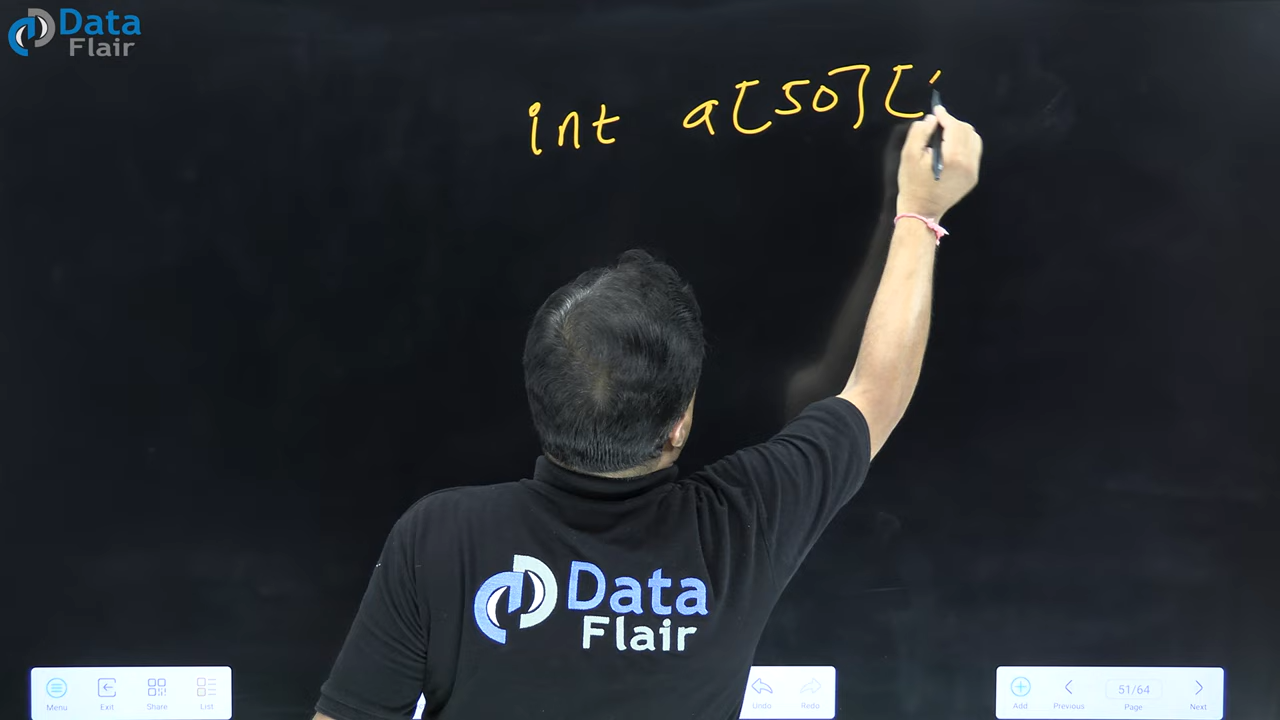 Data
Flair
int a[50][
Data
Flair
Menu
Exit
Share
List
Undo
Redo
Add
Previous
51/64
Page
Next